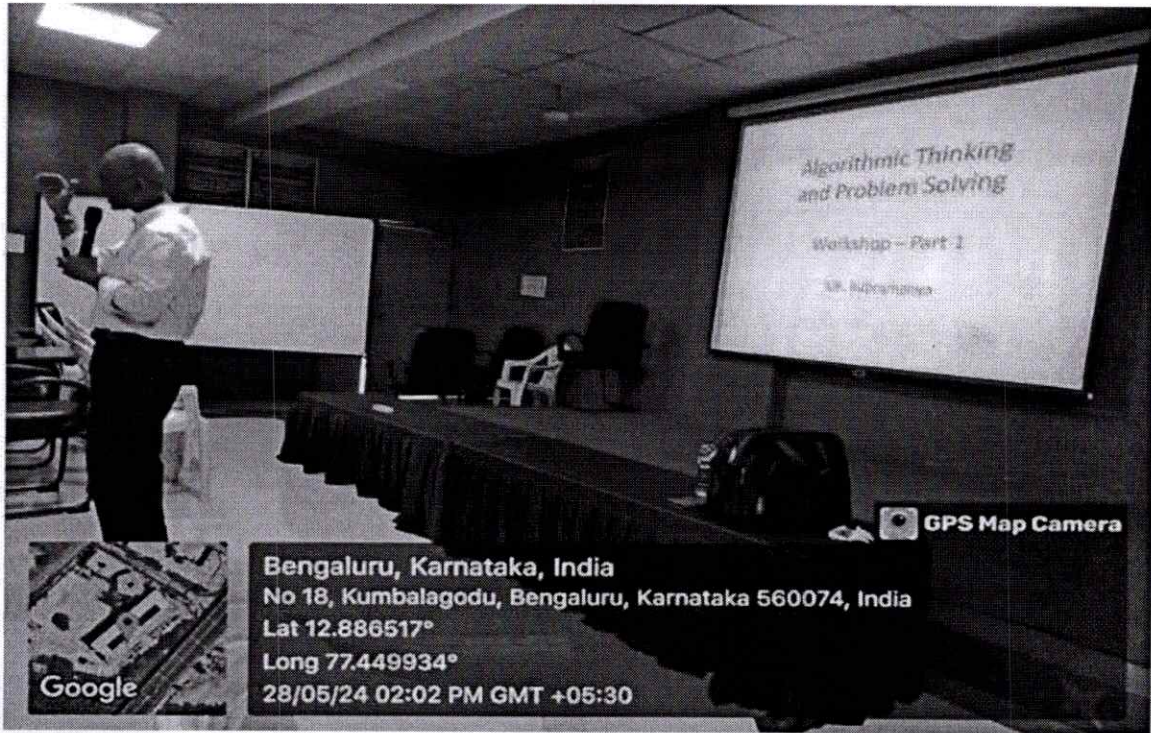 Algorithmic Thinking
and Problem Solving
Workshop – Part 1
GPS Map Camera
Bengaluru, Karnataka, India
No 18, Kumbalagodu, Bengaluru, Karnataka 560074, India
Lat 12.886517°
Long 77.449934°
28/05/24 02:02 PM GMT +05:30
Google